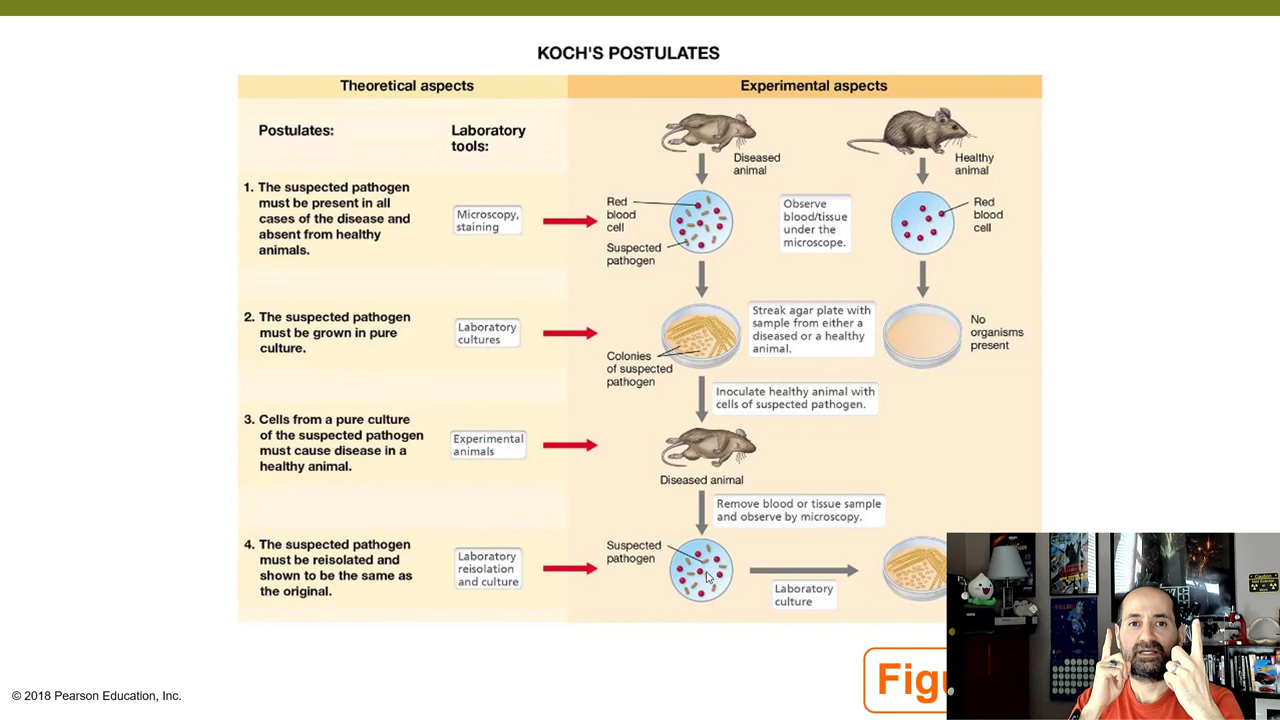 KOCH'S POSTULATES
Theoretical aspects
Experimental aspects
Postulates:
Laboratory
tools:
Diseased
animal
Healthy
animal
1. The suspected pathogen
must be present in all
cases of the disease and
absent from healthy
animals.
Microscopy,
staining
Red
blood
cell
Suspected
pathogen
Observe
blood/tissue
under the
microscope.
Red
blood
cell
2. The suspected pathogen
must be grown in pure
culture.
Laboratory
cultures
Colonies
of suspected
pathogen
Streak agar plate with
sample from either a
diseased or a healthy
animal.
No
organisms
present
Inoculate healthy animal with
cells of suspected pathogen.
3. Cells from a pure culture
of the suspected pathogen
must cause disease in a
healthy animal.
Experimental
animals
Diseased animal
Remove blood or tissue sample
and observe by microscopy.
4. The suspected pathogen
must be reisolated and
shown to be the same as
the original.
Laboratory
reisolation
and culture
Suspected
pathogen
Laboratory
culture
© 2018 Pearson Education, Inc.